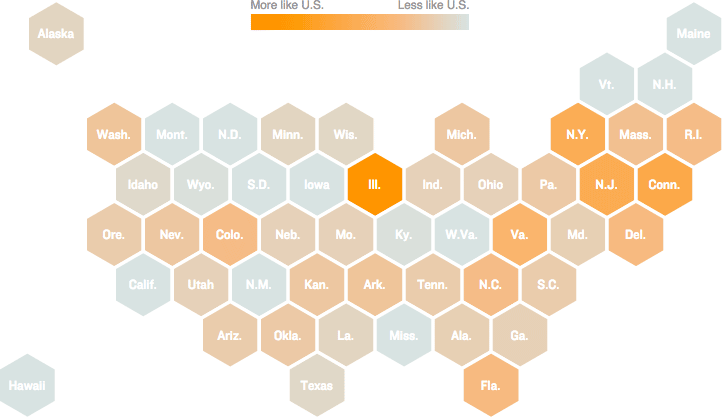 More like U.S. Less like U.S.
Alaska Maine
Vt. N.H.
Wash. Mont. N.D. Minn. Wis. Mich. N.Y. Mass. R.I.
Idaho Wyo. S.D. Iowa Ill. Ind. Ohio Pa. N.J. Conn.
Ore. Nev. Colo. Neb. Mo. Ky. W.Va. Va. Md. Del.
Calif. Utah N.M. Kan. Ark. Tenn. N.C. S.C.
Ariz. Okla. La. Miss. Ala. Ga.
Hawaii Texas Fla.